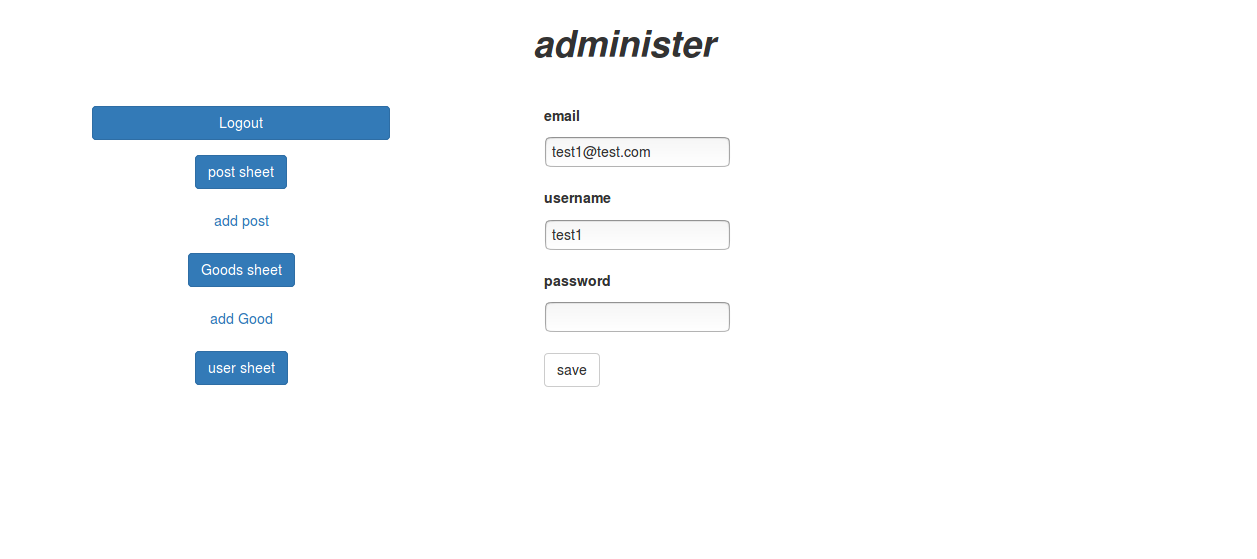 administer
Logout
post sheet
add post
Goods sheet
add Good
user sheet
email
test1@test.com
username
test1
password
save